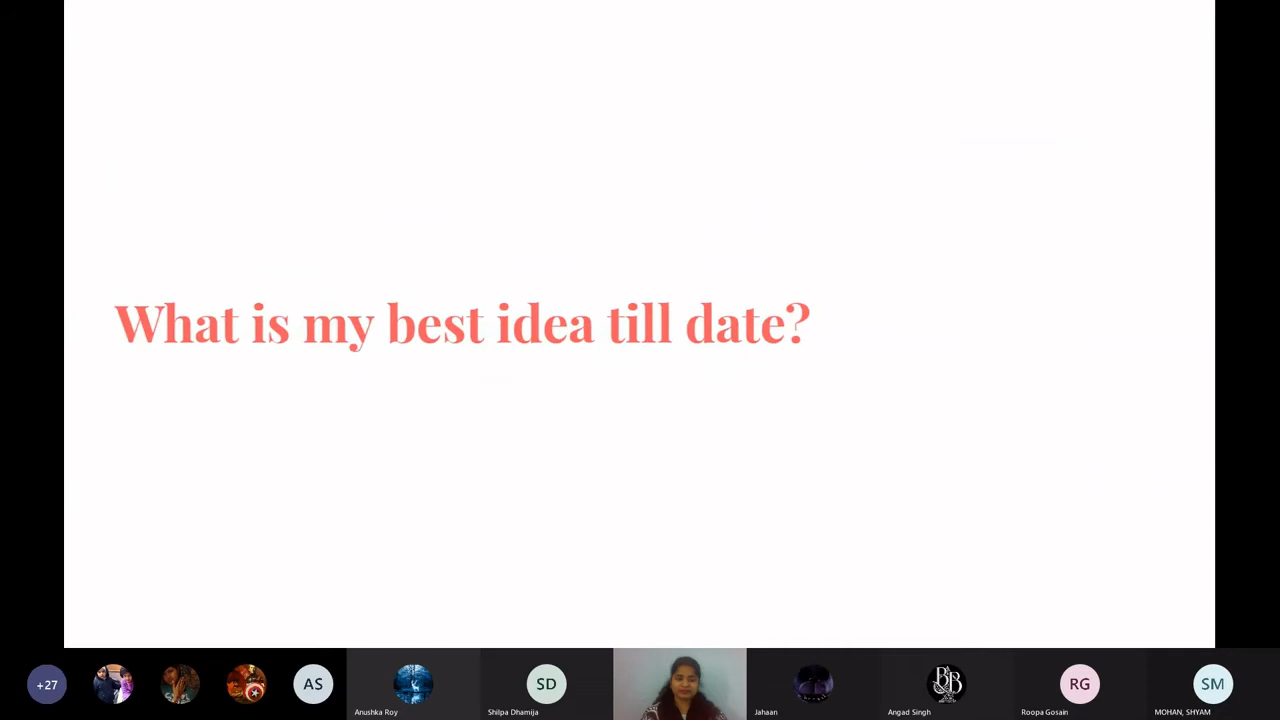 What is my best idea till date?
+27
AS
Anushka Roy
SD
Shilpa Dhamija
Jahaan
BB
Angad Singh
RG
Roopa Gosain
SM
MOHAN, SHYAM